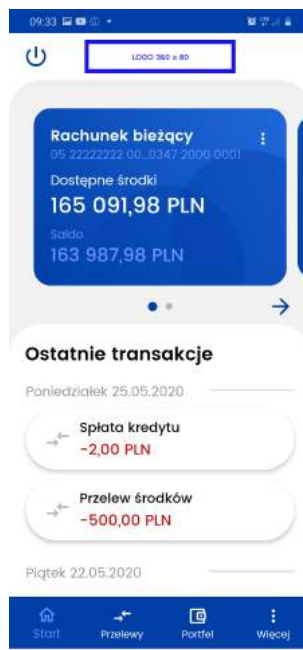 09:33
LOGO 360 x 80
Rachunek bieżący
05 22222222 00..0347 2000 0001
Dostępne środki
165 091,98 PLN
Saldo
163 987,98 PLN
Ostatnie transakcje
Poniedziałek 25.05.2020
Spłata kredytu
-2,00 PLN
Przelew środków
-500,00 PLN
Piątek 22.05.2020
Start Przelewy Portfel Więcej